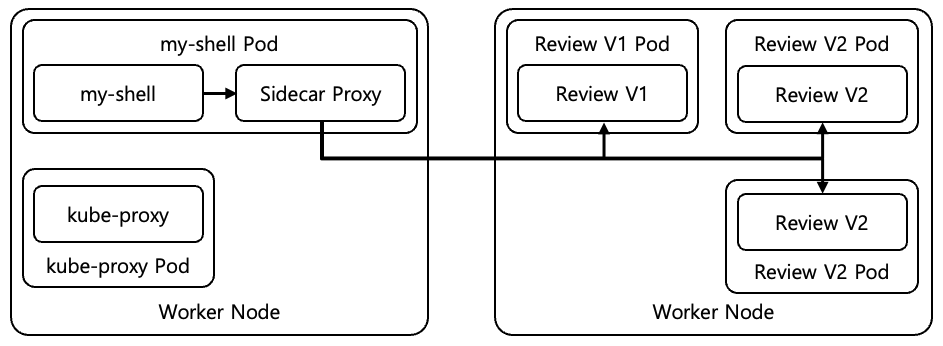 my-shell Pod
my-shell
Sidecar Proxy
kube-proxy
kube-proxy Pod
Worker Node
Review V1 Pod
Review V1
Review V2 Pod
Review V2
Review V2
Review V2 Pod
Worker Node